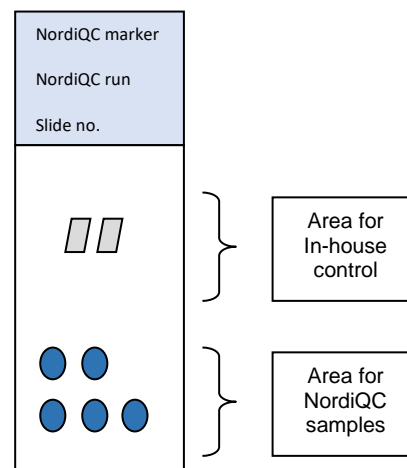 NordiQC marker
NordiQC run
Slide no.
Area for
In-house
control
Area for
NordiQC
samples